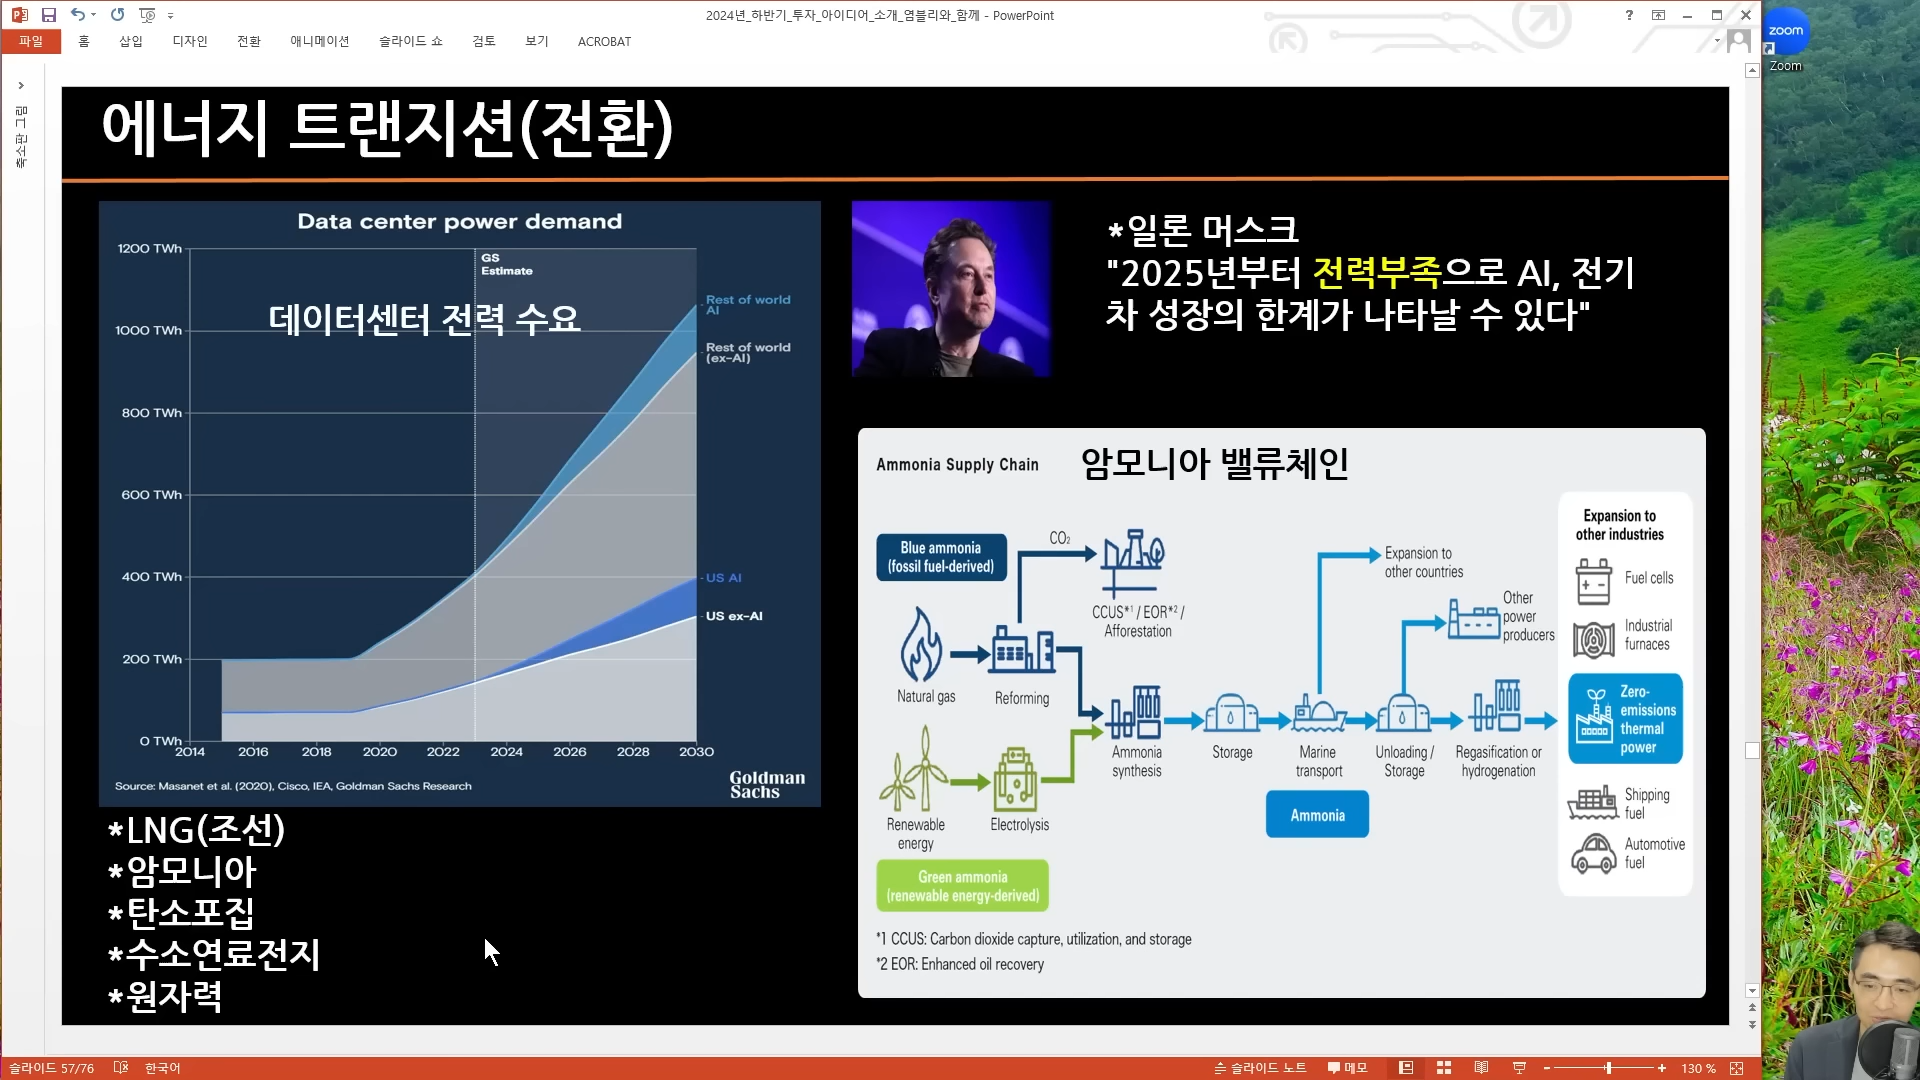 2024년_하반기_투자_아이디어_소개_염블리와_함께 - PowerPoint
파일 홈 삽입 디자인 전환 애니메이션 슬라이드 쇼 검토 보기 ACROBAT
zoom
Zoom
축소판 그림
에너지 트랜지션(전환)
Data center power demand
1200 TWh
1000 TWh
800 TWh
600 TWh
400 TWh
200 TWh
0 TWh
GS
Estimate
데이터센터 전력 수요
Rest of world
AI
Rest of world
(ex-AI)
US AI
US ex-AI
2014 2016 2018 2020 2022 2024 2026 2028 2030
Source: Masanet et al. (2020), Cisco, IEA, Goldman Sachs Research
Goldman
Sachs
*일론 머스크
"2025년부터 전력부족으로 AI, 전기
차 성장의 한계가 나타날 수 있다"
*LNG(조선)
*암모니아
*탄소포집
*수소연료전지
*원자력
Ammonia Supply Chain 암모니아 밸류체인
Blue ammonia
(fossil fuel-derived)
CO₂
CCUS*1 / EOR*2 /
Afforestation
Natural gas
Reforming
Renewable
energy
Electrolysis
Green ammonia
(renewable energy-derived)
Ammonia
synthesis
Storage
Marine
transport
Unloading /
Storage
Regasification or
hydrogenation
Ammonia
Expansion to
other countries
Other
power
producers
Expansion to
other industries
Fuel cells
Industrial
furnaces
Zero-
emissions
thermal
power
Shipping
fuel
Automotive
fuel
*1 CCUS: Carbon dioxide capture, utilization, and storage
*2 EOR: Enhanced oil recovery
슬라이드 57/76 한국어 슬라이드 노트 메모 130 %